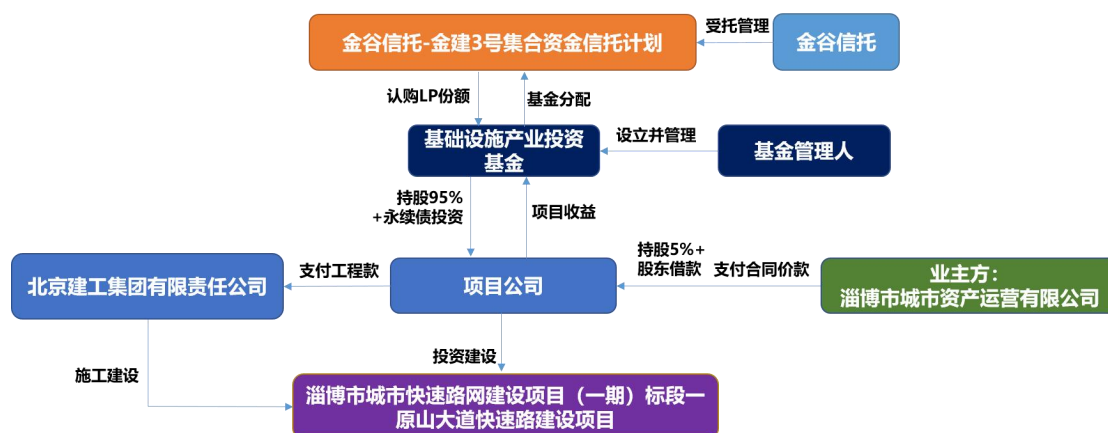 金谷信托-金建3号集合资金信托计划
受托管理
金谷信托
认购LP份额
基金分配
基础设施产业投资
基金
设立并管理
基金管理人
持股95%
+永续债投资
项目收益
北京建工集团有限责任公司
支付工程款
项目公司
持股5%+
股东借款
支付合同价款
业主方：
淄博市城市资产运营有限公司
施工建设
投资建设
淄博市城市快速路网建设项目（一期）标段一
原山大道快速路建设项目